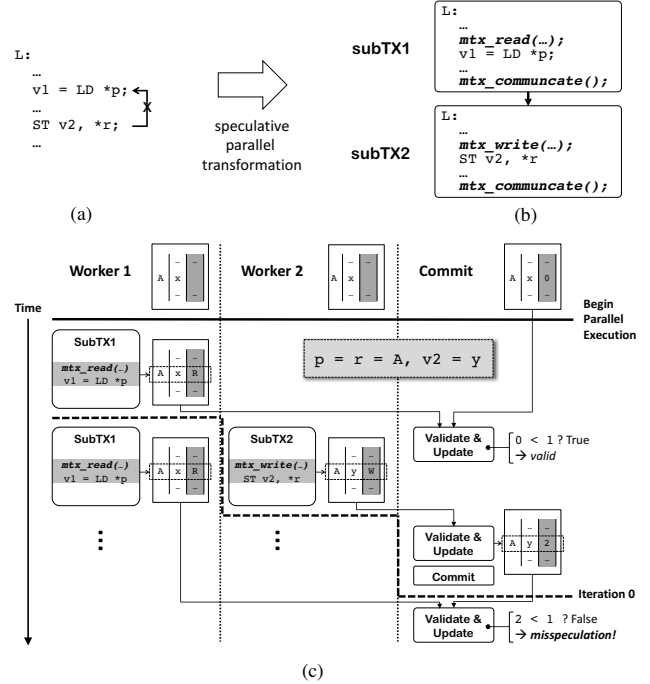 L:
…
v1 = LD *p;
…
X
ST v2, *r;
…
(a)
speculative
parallel
transformation
subTX1
L:
…
mtx_read(…);
v1 = LD *p;
…
mtx_communcate();
subTX2
L:
…
mtx_write(…);
ST v2, *r
…
mtx_communcate();
(b)
Worker 1
… …
A x
… …
Worker 2
… …
A x
… …
Commit
… …
A x 0
… …
Time
Begin
Parallel
Execution
SubTX1
mtx_read(…)
v1 = LD *p
… …
A x R
… …
p = r = A, v2 = y
Validate &
Update
0 < 1 ? True
→ valid
SubTX1
mtx_read(…)
v1 = LD *p
… …
A x R
… …
SubTX2
mtx_write(…)
ST v2, *r
… …
A y W
… …
Validate &
Update
… …
A y 2
… …
Commit
Iteration 0
Validate &
Update
2 < 1 ? False
→ misspeculation!
(c)